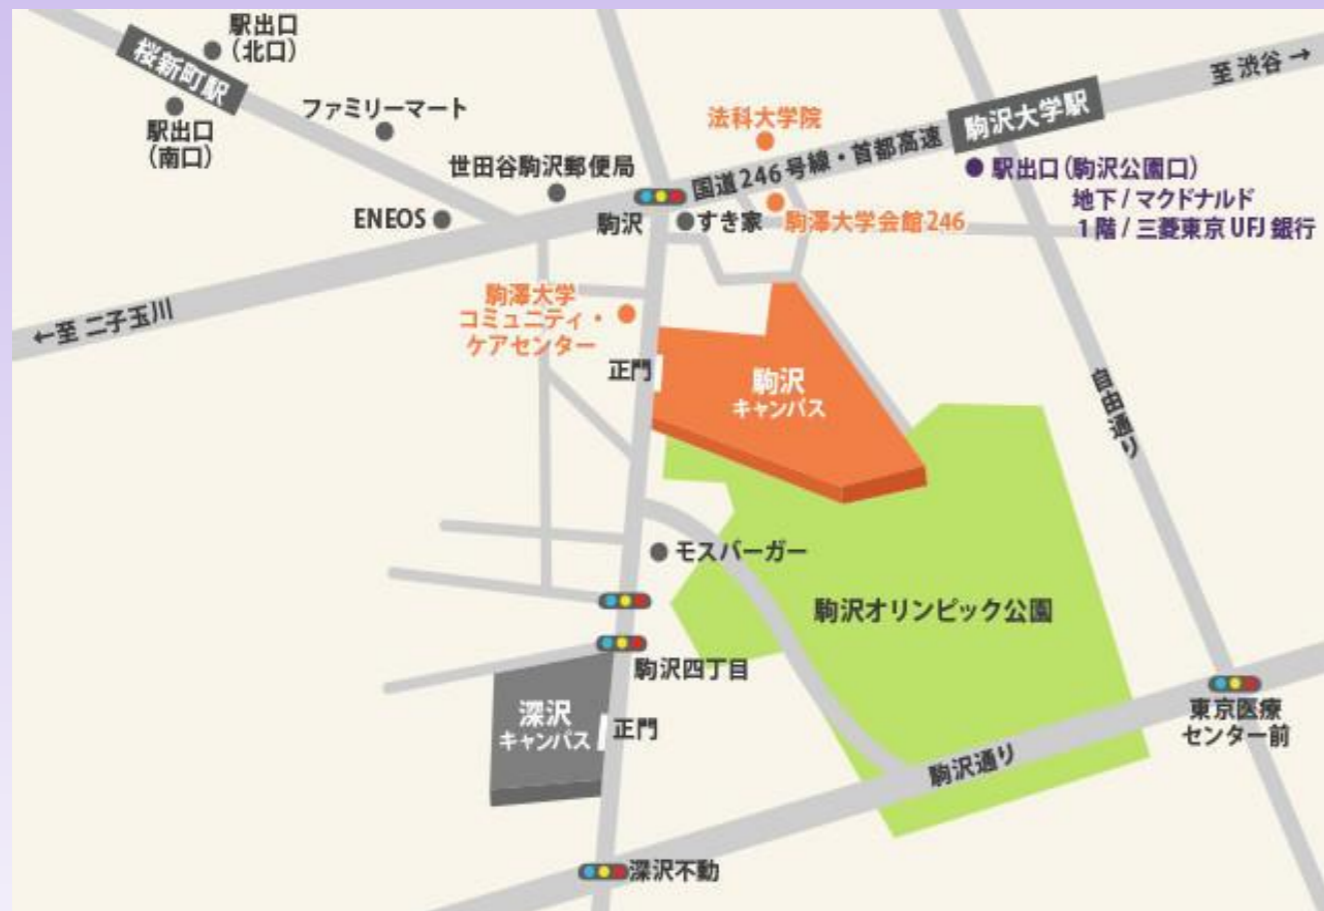 駅出口
(北口)
桜新町駅
駅出口
(南口)
ファミリーマート
世田谷駒沢郵便局
ENEOS
←至 二子玉川
駒沢
すき家
法科大学院
国道246号線・首都高速
駒澤大学会館246
駒沢大学駅
至 渋谷→
駅出口(駒沢公園口)
地下/マクドナルド
1階/三菱東京UFJ銀行
駒澤大学
コミュニティ・
ケアセンター
正門
駒沢
キャンパス
自由通り
モスバーガー
駒沢オリンピック公園
駒沢四丁目
深沢
キャンパス
正門
東京医療
センター前
駒沢通り
深沢不動